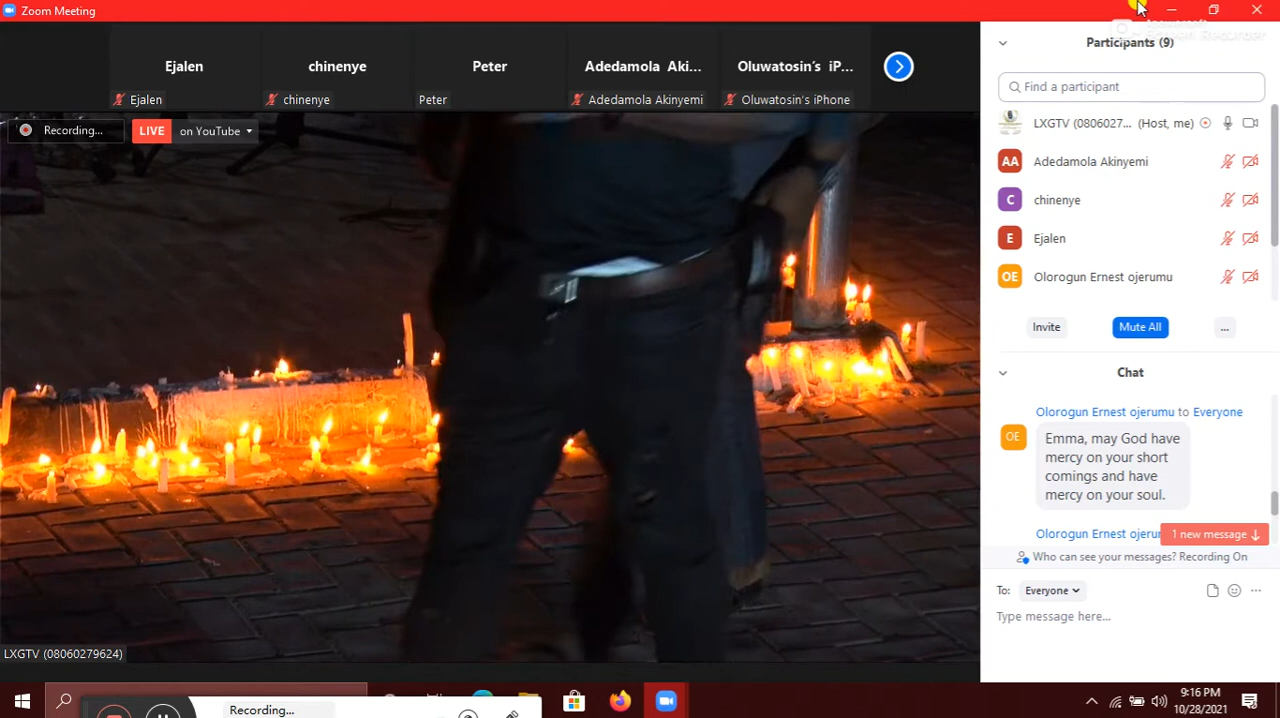 Zoom Meeting
Ejalen
chinenye
Peter
Adedamola Aki...
Oluwatosin's iP...
Ejalen
chinenye
Peter
Adedamola Akinyemi
Oluwatosin's iPhone
Recording...
LIVE
on YouTube
LXGTV (08060279624)
Screen Recorder
Participants (9)
Find a participant
LXGTV (0806027... (Host, me)
AA
Adedamola Akinyemi
C
chinenye
E
Ejalen
OE
Olorogun Ernest ojerumu
Invite
Mute All
...
Chat
Olorogun Ernest ojerumu to Everyone
OE
Emma, may God have
mercy on your short
comings and have
mercy on your soul.
Olorogun Ernest ojerum
1 new message
Who can see your messages? Recording On
To:
Everyone
Type message here...
Recording...
9:16 PM
10/28/2021